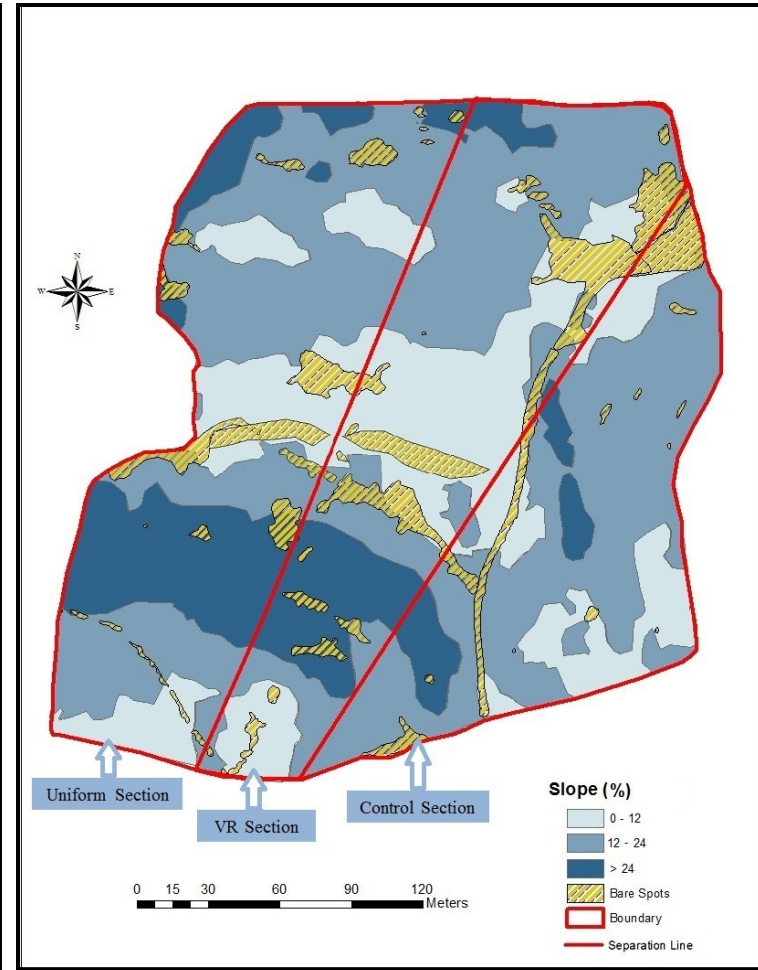 N
W E
S
Uniform Section
VR Section
Control Section
Slope (%)
0 - 12
12 - 24
> 24
Bare Spots
Boundary
Separation Line
0 15 30 60 90 120
Meters